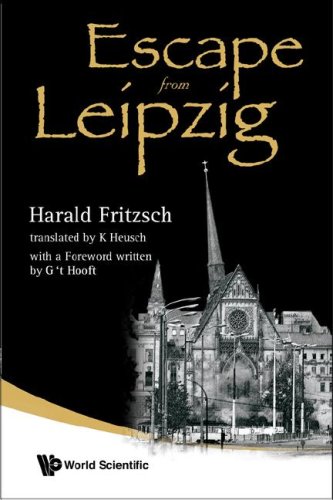 Escape
from
Leipzig
Harald Fritzsch
translated by K Heusch
with a Foreword written
by G 't Hooft
World Scientific